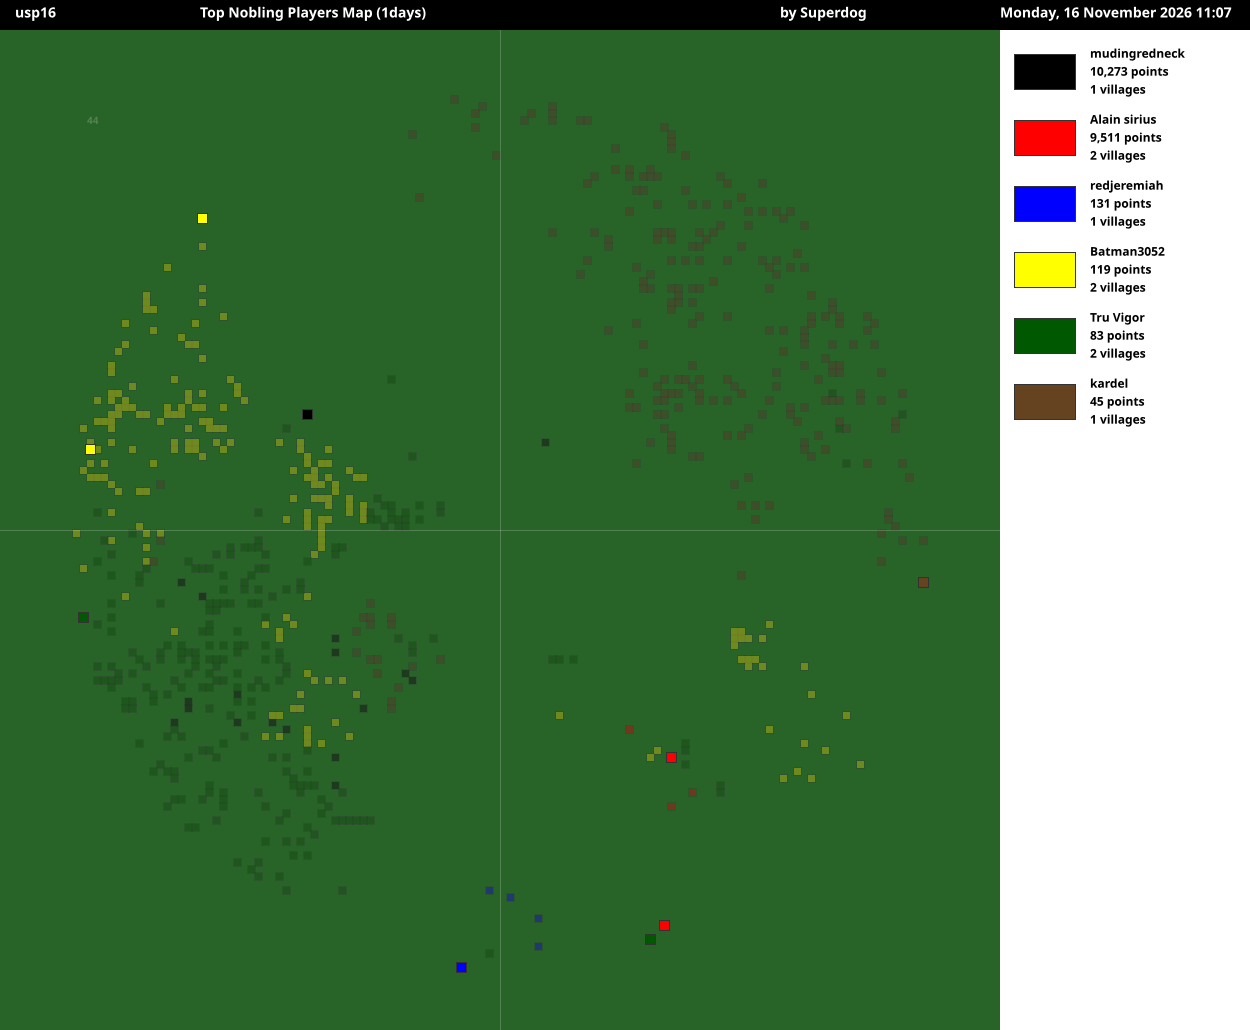 usp16 Top Nobling Players Map (1days) by Superdog Monday, 16 November 2026 11:07
mudingredneck
10,273 points
1 villages
Alain sirius
9,511 points
2 villages
redjeremiah
131 points
1 villages
Batman3052
119 points
2 villages
Tru Vigor
83 points
2 villages
kardel
45 points
1 villages
44